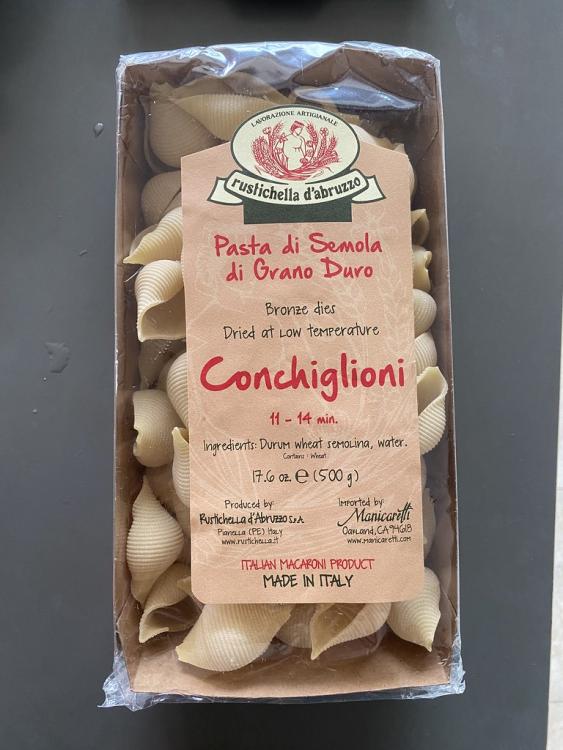 LAVORAZIONE ARTIGIANALE
rustichella d'abruzzo
Pasta di Semola
di Grano Duro
Bronze dies
Dried at low temperature
Conchiglioni
11 - 14 min.
Ingredients: Durum wheat semolina, water.
Contains: Wheat
17.6 oz. ℮ (500 g)
Produced by:
Rustichella d'Abruzzo S.p.A.
Pianella (PE) Italy
www.rustichella.it
Imported by:
Manicaretti
Oakland, CA 94618
www.manicaretti.com
ITALIAN MACARONI PRODUCT
MADE IN ITALY